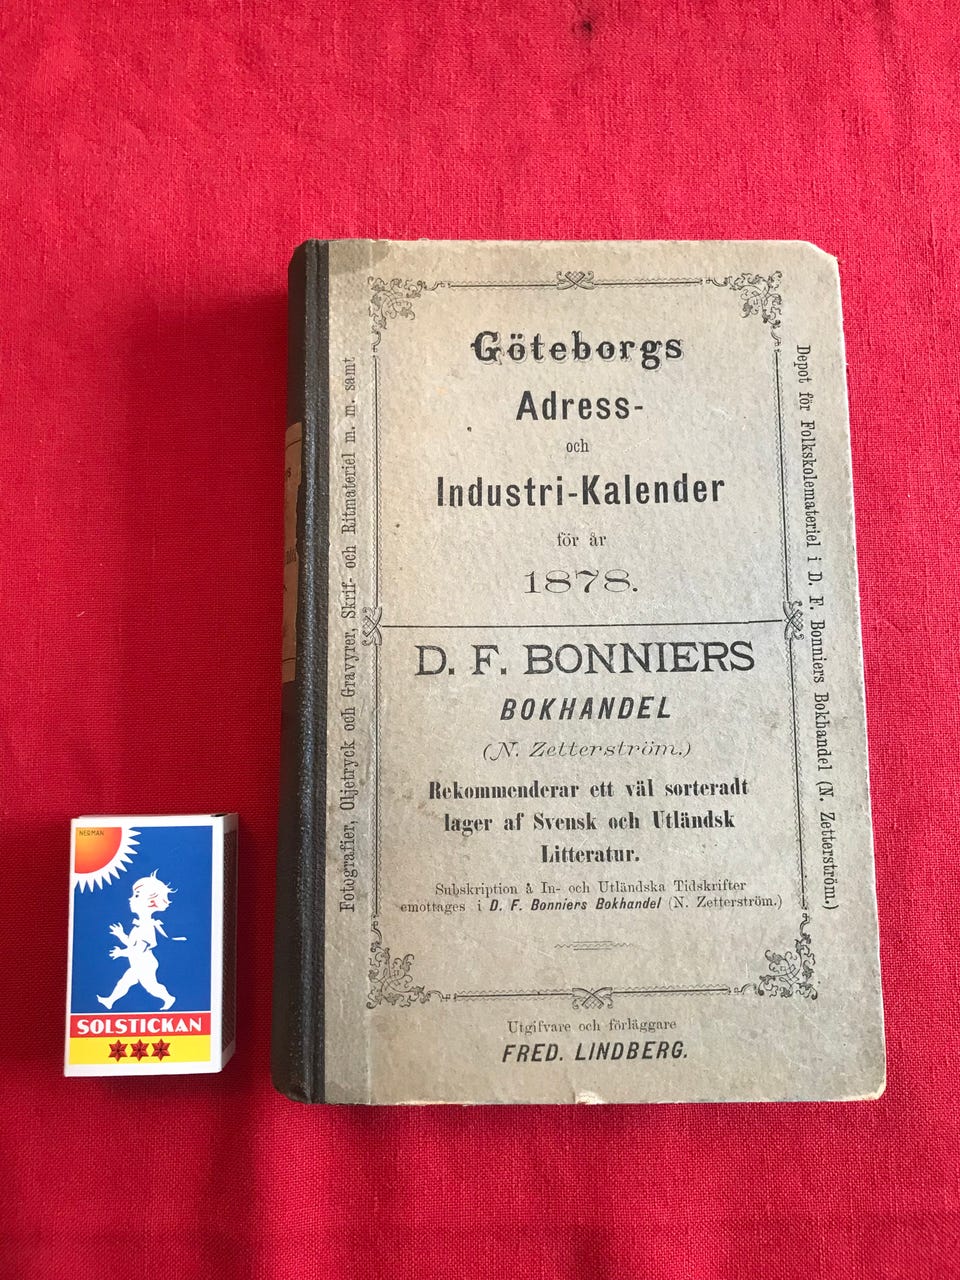 Göteborgs
Adress-
och
Industri-Kalender
för år
1878.
D. F. BONNIERS
BOKHANDEL
(N. Zetterström.)
Rekommenderar ett väl sorteradt
lager af Svensk och Utländsk
Litteratur.
Subskription å In- och Utländska Tidskrifter
emottages i D. F. Bonniers Bokhandel (N. Zetterström.)
Utgifvare och förläggare
FRED. LINDBERG.
Fotografier, Oljetryck och Gravyrer, Skrif- och Ritmateriel m. m. samt
Depot för Folkskolemateriel i D. F. Bonniers Bokhandel (N. Zetterström.)
NERMAN
SOLSTICKAN